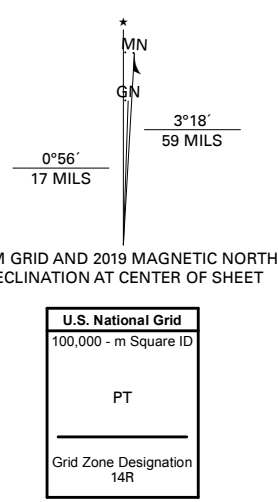 ★
MN
GN
3°18´
59 MILS
0°56´
17 MILS
M GRID AND 2019 MAGNETIC NORTH
ECLINATION AT CENTER OF SHEET
U.S. National Grid
100,000 - m Square ID
PT
Grid Zone Designation
14R